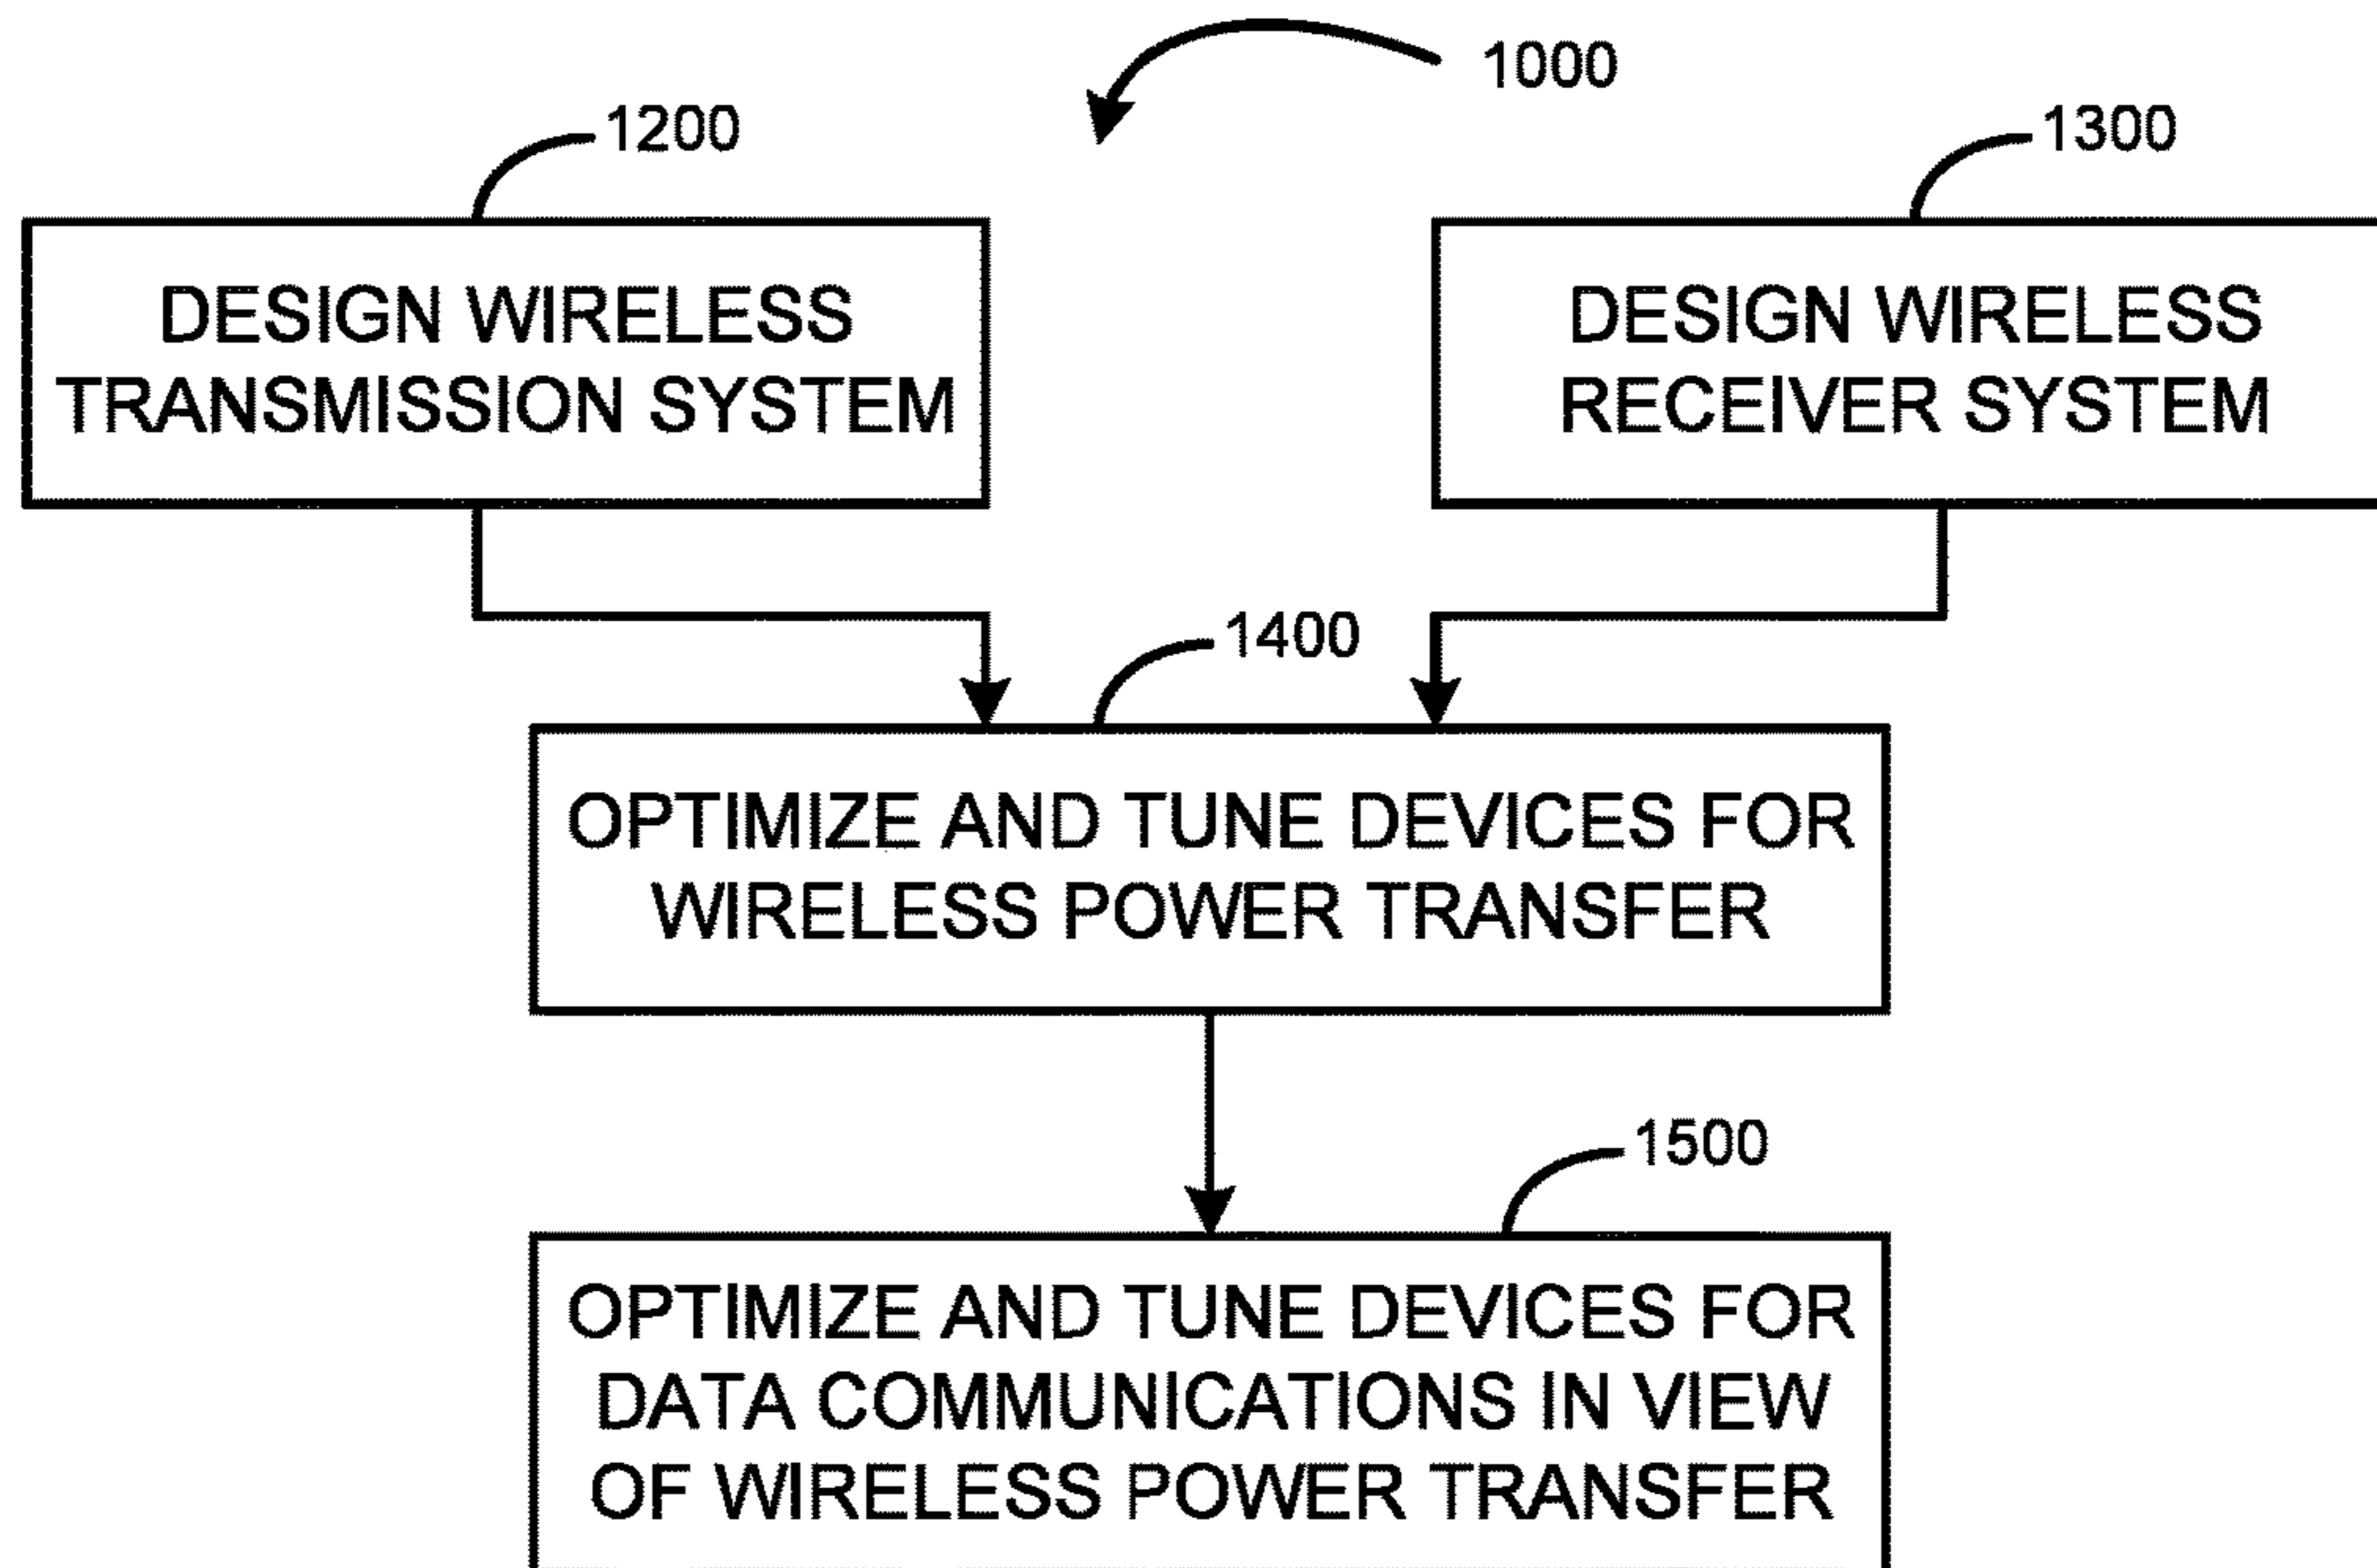 1000
1200
1300
DESIGN WIRELESS
TRANSMISSION SYSTEM
DESIGN WIRELESS
RECEIVER SYSTEM
1400
OPTIMIZE AND TUNE DEVICES FOR
WIRELESS POWER TRANSFER
1500
OPTIMIZE AND TUNE DEVICES FOR
DATA COMMUNICATIONS IN VIEW
OF WIRELESS POWER TRANSFER